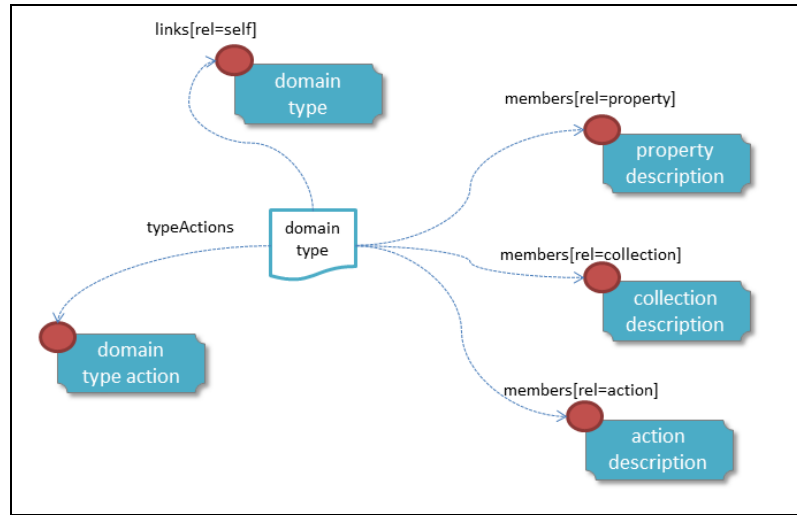 links[rel=self]
domain
type
members[rel=property]
property
description
typeActions
domain
type
members[rel=collection]
collection
description
domain
type action
members[rel=action]
action
description